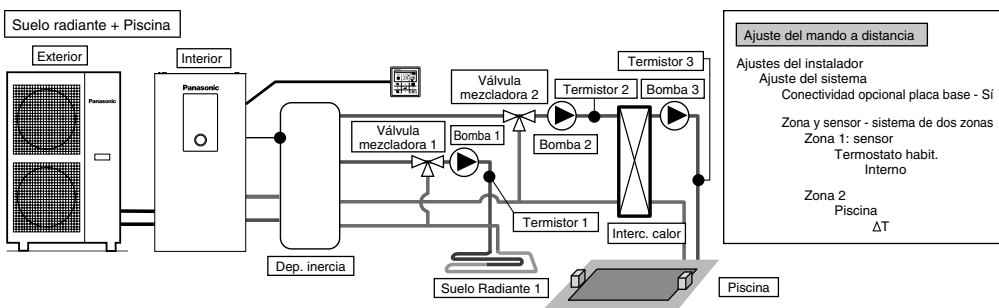 Suelo radiante + Piscina
Exterior
Interior
Panasonic
Panasonic
Válvula
mezcladora 2
Termistor 2
Termistor 3
Bomba 3
Válvula
mezcladora 1
Bomba 1
Bomba 2
Termistor 1
Interc. calor
Dep. inercia
Suelo Radiante 1
Piscina
Ajuste del mando a distancia
Ajustes del instalador
Ajuste del sistema
Conectividad opcional placa base - Sí
Zona y sensor - sistema de dos zonas
Zona 1: sensor
Termostato habit.
Interno
Zona 2
Piscina
ΔT